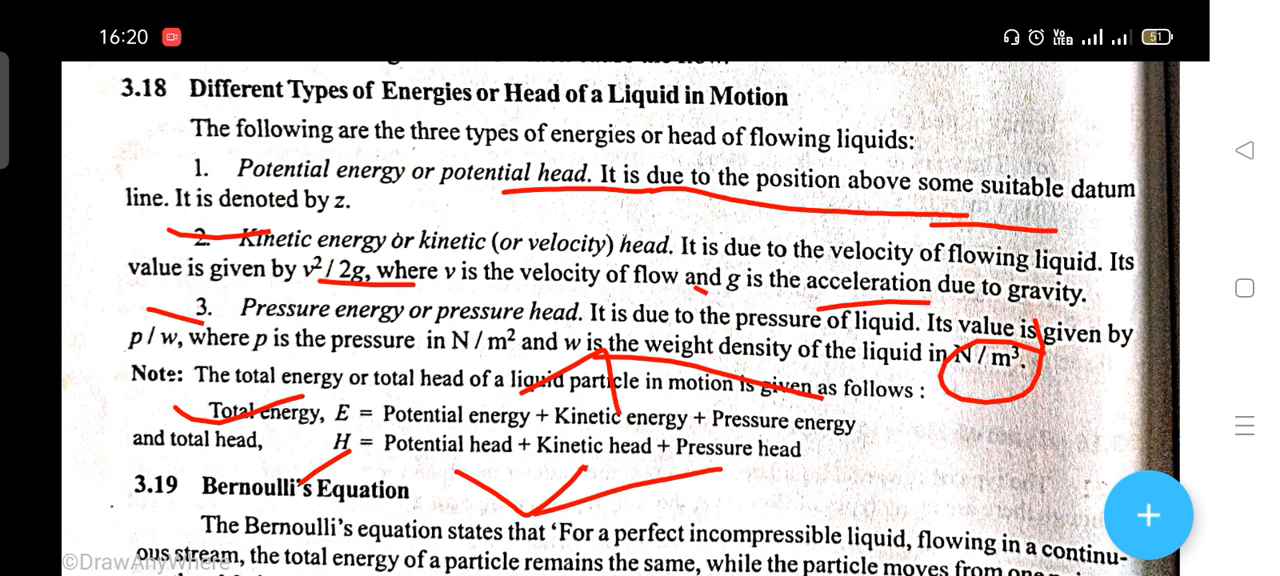 16:20
Vo LTE 2 51
3.18 Different Types of Energies or Head of a Liquid in Motion
The following are the three types of energies or head of flowing liquids:
1. Potential energy or potential head. It is due to the position above some suitable datum
line. It is denoted by z.
2. Kinetic energy or kinetic (or velocity) head. It is due to the velocity of flowing liquid. Its
value is given by v²/ 2g, where v is the velocity of flow and g is the acceleration due to gravity.
3. Pressure energy or pressure head. It is due to the pressure of liquid. Its value is given by
p / w, where p is the pressure in N / m² and w is the weight density of the liquid in N / m³.
Note: The total energy or total head of a liquid particle in motion is given as follows :
Total energy, E = Potential energy + Kinetic energy + Pressure energy
and total head, H = Potential head + Kinetic head + Pressure head
3.19 Bernoulli's Equation
The Bernoulli's equation states that ‘For a perfect incompressible liquid, flowing in a continu-
ous stream, the total energy of a particle remains the same, while the particle moves from one
©DrawAnyWhere